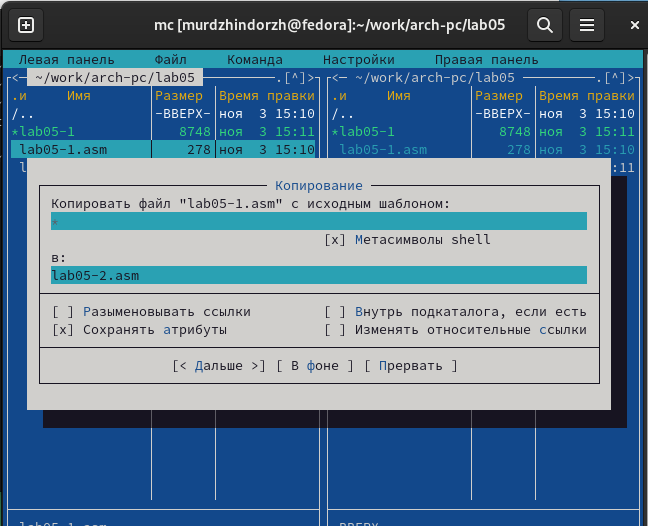 mc [murdzhindorzh@fedora]:~/work/arch-pc/lab05
Левая панель Файл Команда Настройки Правая панель
<— ~/work/arch-pc/lab05 —.[^]>
<— ~/work/arch-pc/lab05 —.[^]>
.и Имя Размер Время правки .и Имя Размер Время правки
/.. -ВВЕРХ- ноя 3 15:10 /.. -ВВЕРХ- ноя 3 15:10
*lab05-1 8748 ноя 3 15:11 *lab05-1 8748 ноя 3 15:11
lab05-1.asm 278 ноя 3 15:10 lab05-1.asm 278 ноя 3 15:10
Копирование
Копировать файл "lab05-1.asm" с исходным шаблоном:
*
[x] Метасимволы shell
в:
lab05-2.asm
[ ] Разыменовывать ссылки [ ] Внутрь подкаталога, если есть
[x] Сохранять атрибуты [ ] Изменять относительные ссылки
[< Дальше >] [ В фоне ] [ Прервать ]